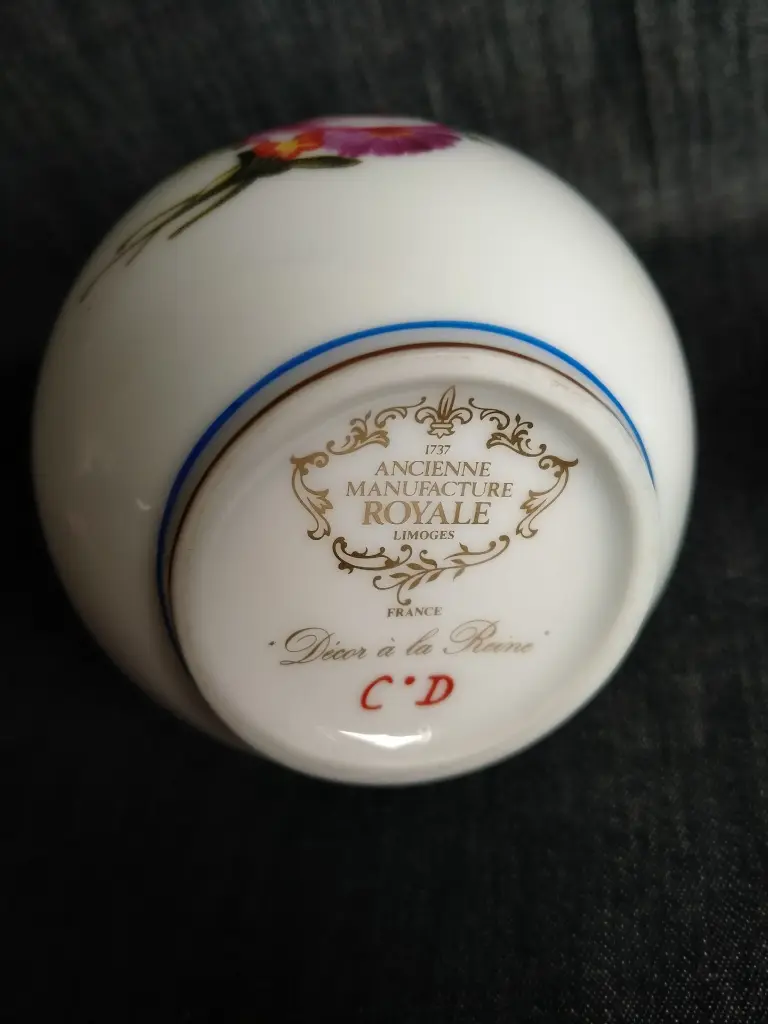 1737
ANCIENNE
MANUFACTURE
ROYALE
LIMOGES
FRANCE
"Décor à la Reine"
C•D